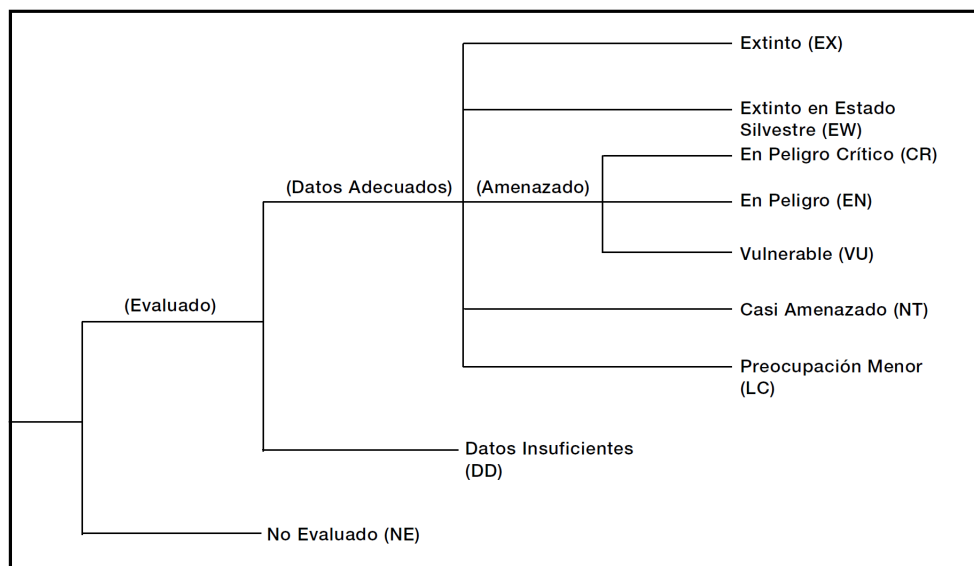 Extinto (EX)
Extinto en Estado
Silvestre (EW)
En Peligro Crítico (CR)
(Datos Adecuados)
(Amenazado)
En Peligro (EN)
Vulnerable (VU)
(Evaluado)
Casi Amenazado (NT)
Preocupación Menor
(LC)
Datos Insuficientes
(DD)
No Evaluado (NE)